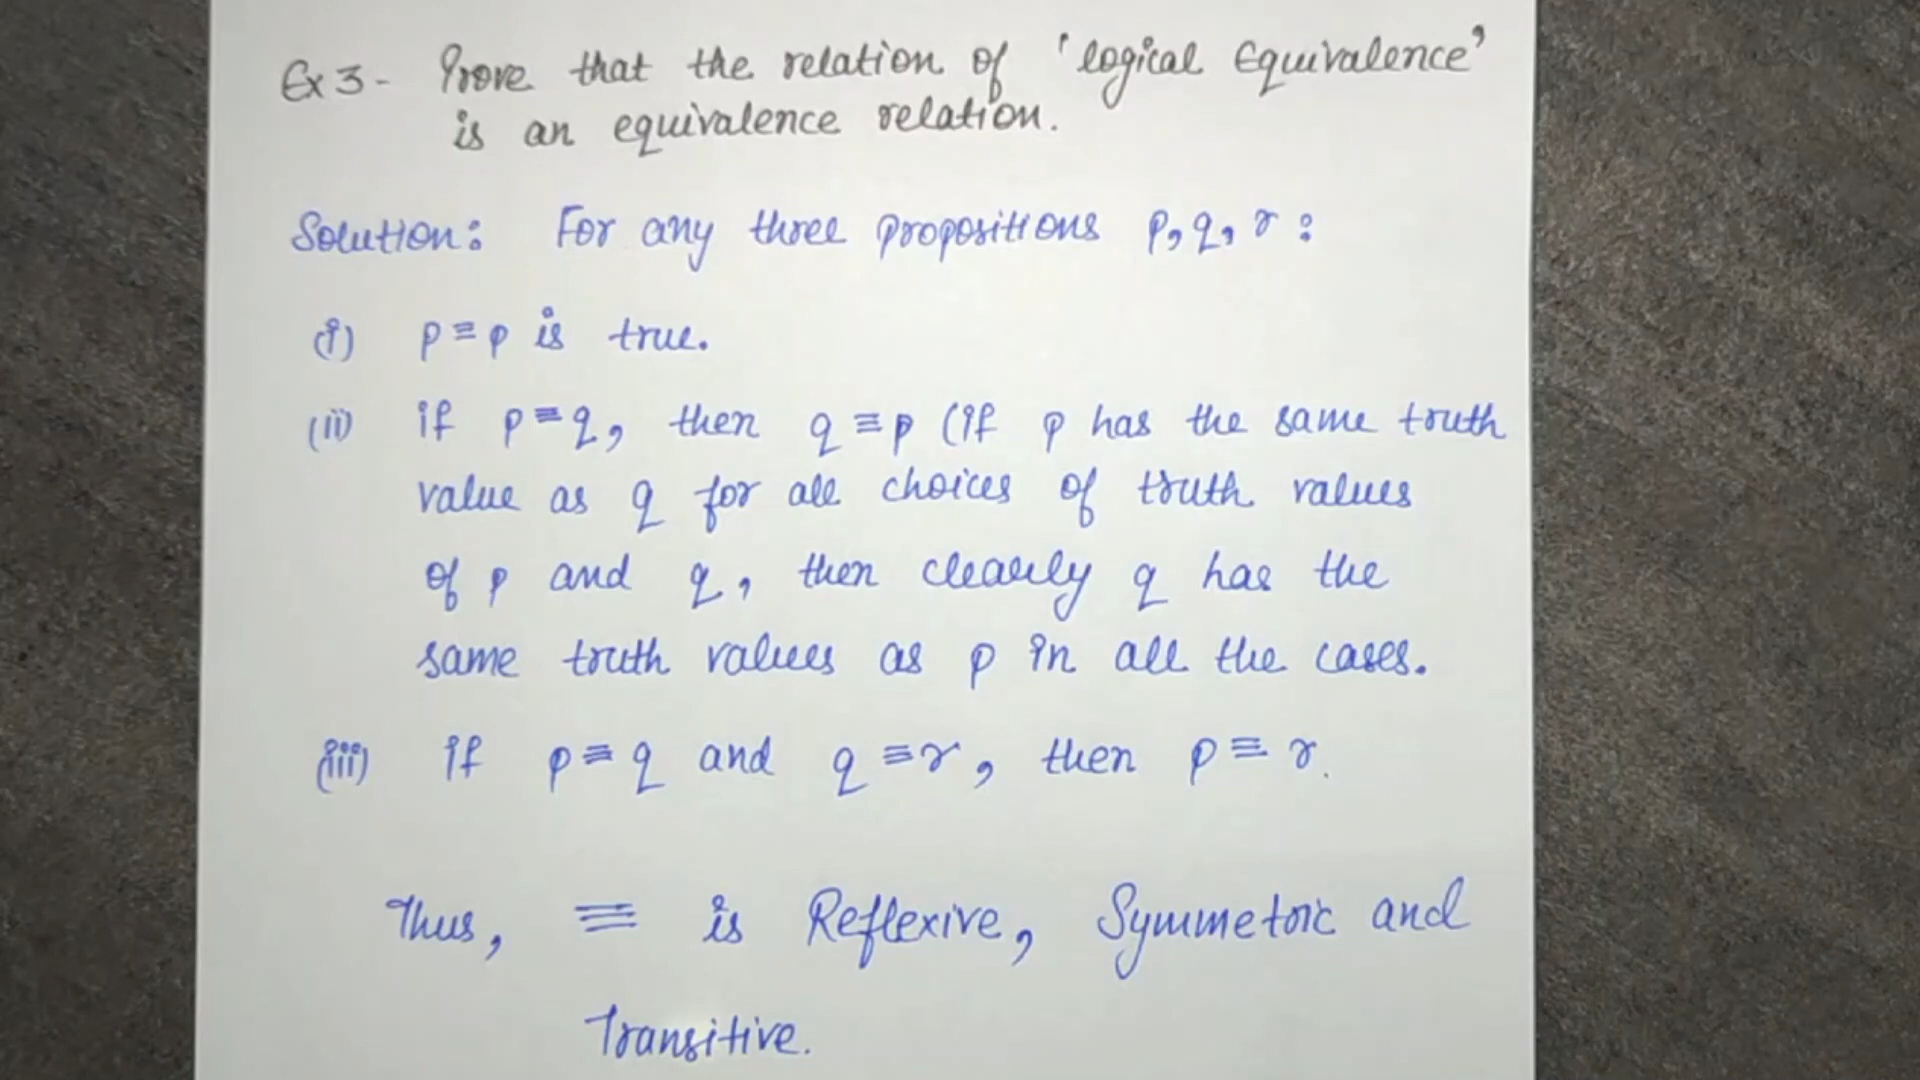 Ex 3 - Prove that the relation of 'logical Equivalence'
is an equivalence relation.
Solution: For any three propositions p, q, r :
(i) p ≡ p is true.
(ii) if p ≡ q, then q ≡ p (if p has the same truth
value as q for all choices of truth values
of p and q, then clearly q has the
same truth values as p in all the cases.
(iii) if p ≡ q and q ≡ r, then p ≡ r.
Thus, ≡ is Reflexive, Symmetric and
Transitive.